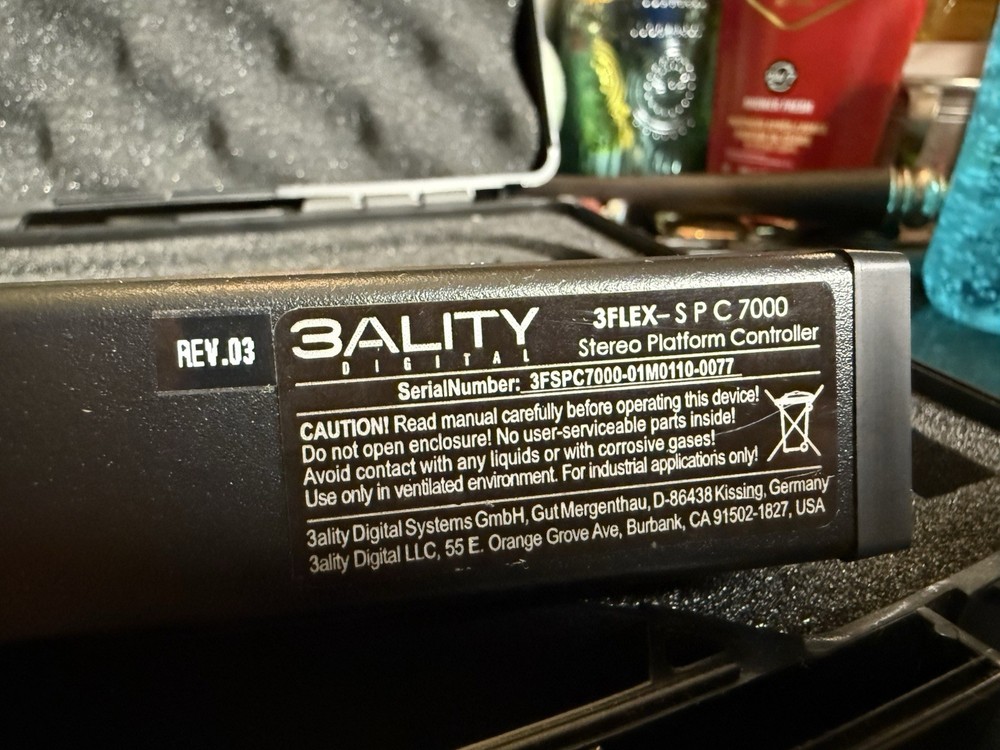 REV.03
3ALITY
DIGITAL
3FLEX-SPC7000
Stereo Platform Controller
SerialNumber: 3FSPC7000-01M0110-0077
CAUTION! Read manual carefully before operating this device!
Do not open enclosure! No user-serviceable parts inside!
Avoid contact with any liquids or with corrosive gases!
Use only in ventilated environment. For industrial applications only!
3ality Digital Systems GmbH, Gut Mergenthau, D-86438 Kissing, Germany
3ality Digital LLC, 55 E. Orange Grove Ave, Burbank, CA 91502-1827, USA